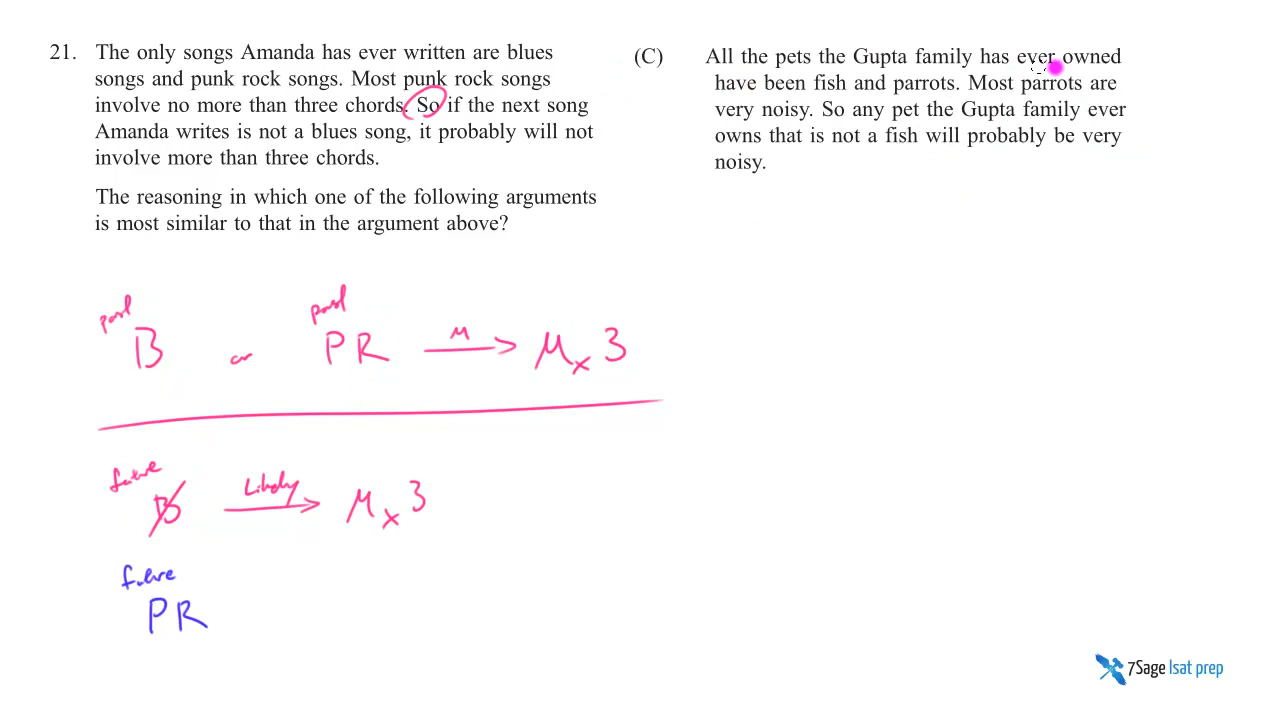 21. The only songs Amanda has ever written are blues
songs and punk rock songs. Most punk rock songs
involve no more than three chords. So if the next song
Amanda writes is not a blues song, it probably will not
involve more than three chords.
The reasoning in which one of the following arguments
is most similar to that in the argument above?
(C) All the pets the Gupta family has ever owned
have been fish and parrots. Most parrots are
very noisy. So any pet the Gupta family ever
owns that is not a fish will probably be very
noisy.
past past
B or PR M Mx 3
future
B Likely Mx 3
future
PR
7Sage lsat prep